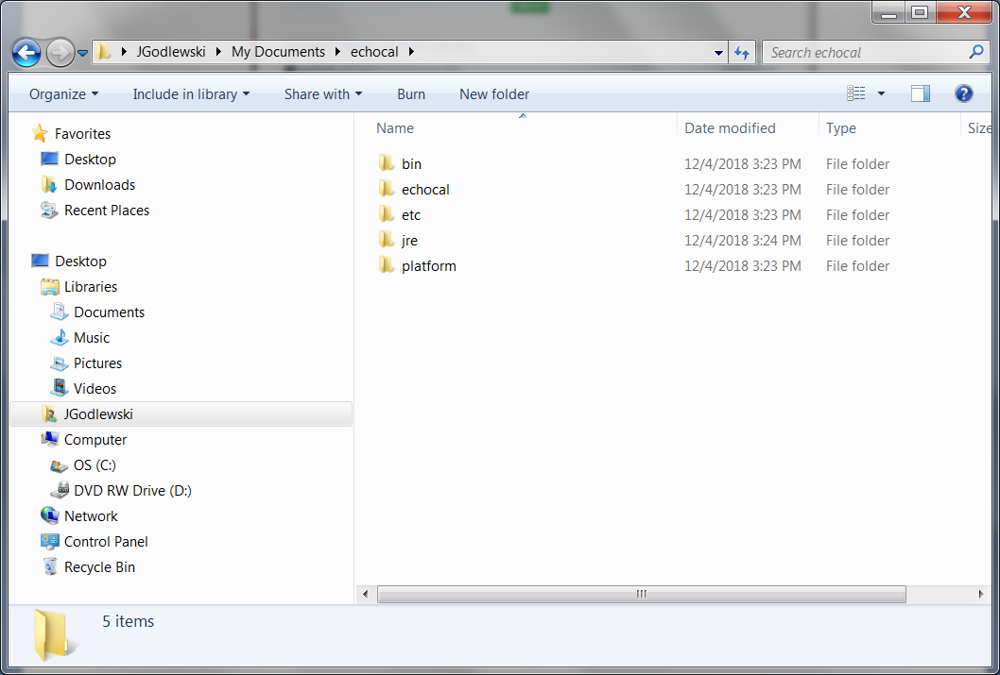 JGodlewski My Documents echocal
Search echocal
Organize Include in library Share with Burn New folder
Favorites
Desktop
Downloads
Recent Places
Desktop
Libraries
Documents
Music
Pictures
Videos
JGodlewski
Computer
OS (C:)
DVD RW Drive (D:)
Network
Control Panel
Recycle Bin
Name Date modified Type Size
bin 12/4/2018 3:23 PM File folder
echocal 12/4/2018 3:23 PM File folder
etc 12/4/2018 3:23 PM File folder
jre 12/4/2018 3:24 PM File folder
platform 12/4/2018 3:23 PM File folder
5 items